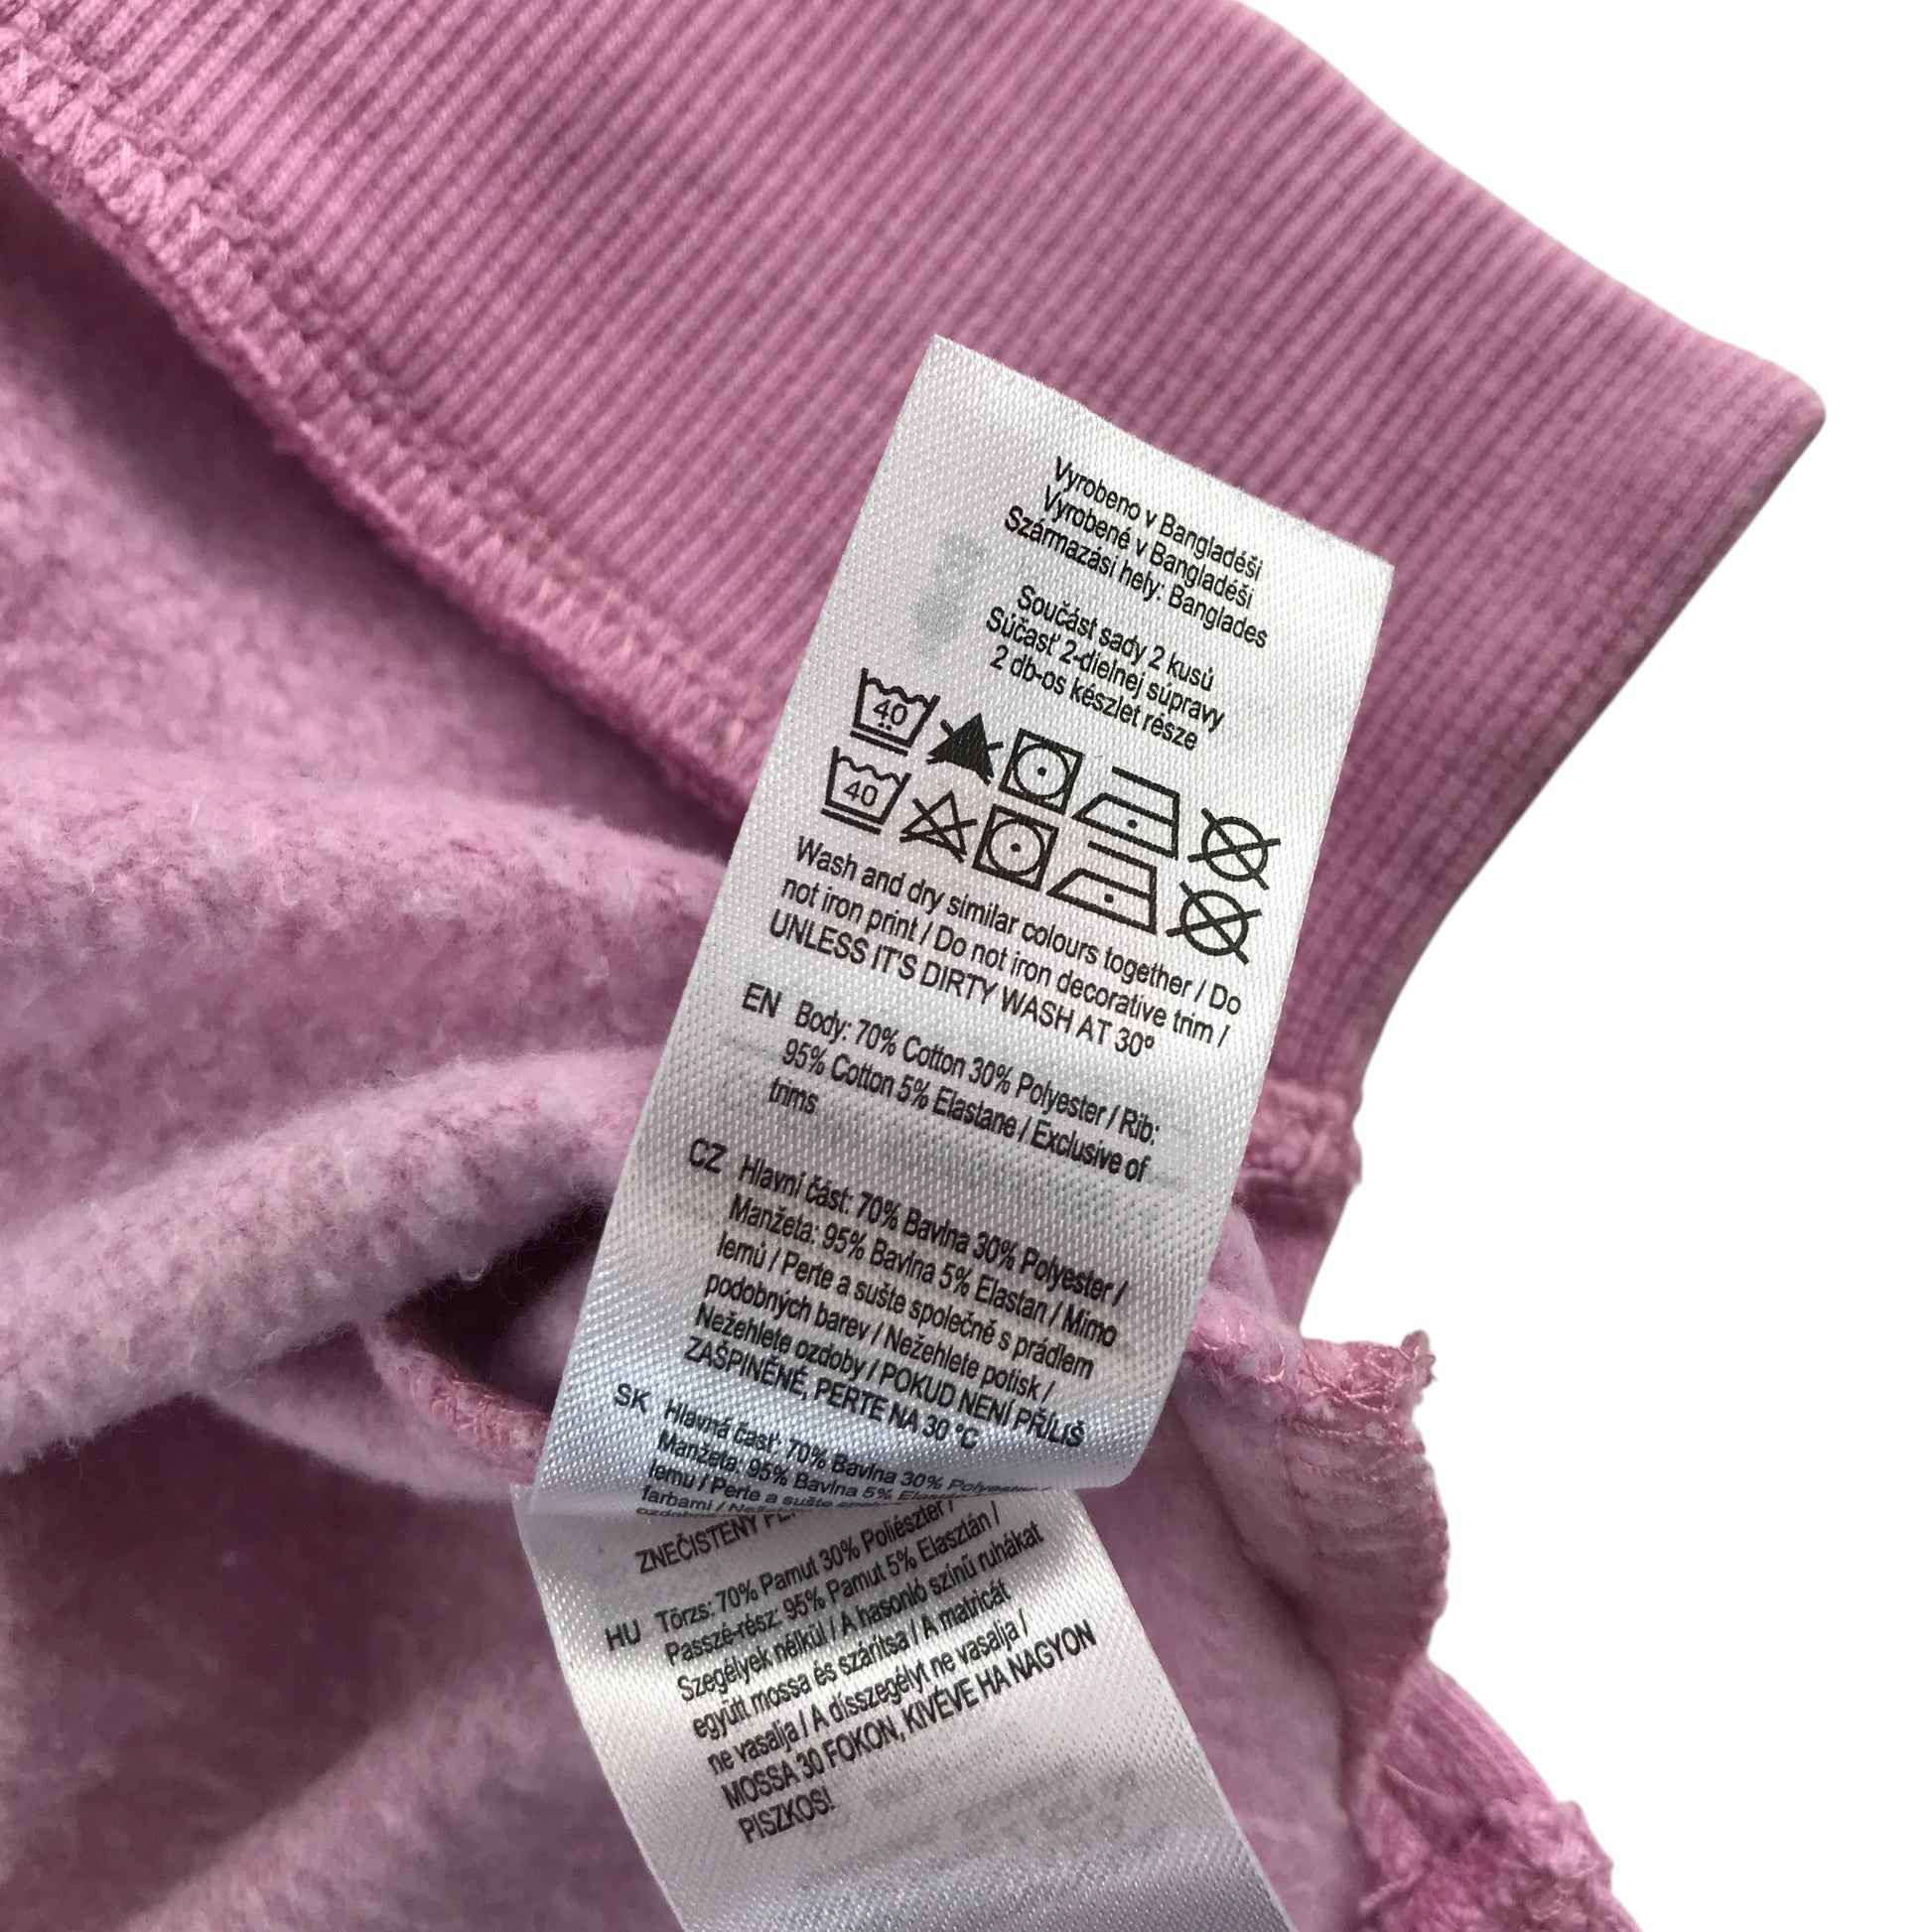 Vyrobeno v Bangladéši
Vyrobené v Bangladéši
Származási hely: Banglades
Součást sady 2 kusů
Súčasť 2-dielnej súpravy
2 db-os készlet része
40
40
Wash and dry similar colours together / Do
not iron print / Do not iron decorative trim /
UNLESS IT'S DIRTY WASH AT 30º
EN Body: 70% Cotton 30% Polyester / Rib:
95% Cotton 5% Elastane / Exclusive of
trims
CZ Hlavní část: 70% Bavlna 30% Polyester /
Manžeta: 95% Bavlna 5% Elastan / Mimo
lemů / Perte a sušte společně s prádlem
podobných barev / Nežehlete potisk /
Nežehlete ozdoby / POKUD NENÍ PŘÍLIŠ
ZAŠPINĚNÉ, PERTE NA 30 °C
SK Hlavná časť: 70% Bavlna 30% Polyester /
Manžeta: 95% Bavlna 5%
lemu / Perte a sušte
farbami /
ZNEČISTENÝ
HU Törzs: 70% Pamut 30% Poliészter /
Passzé-rész: 95% Pamut 5% Elasztán /
Szegélyek nélkül / A hasonló színű ruhákat
együtt mossa és szárítsa / A matricát
ne vasalja / A díszszegélyt ne vasalja /
MOSSA 30 FOKON, KIVÉVE HA NAGYON
PISZKOS!